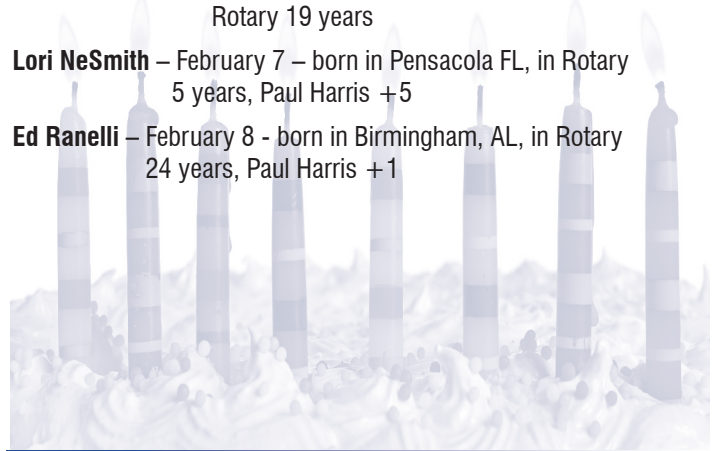 Rotary 19 years
Lori NeSmith – February 7 – born in Pensacola FL, in Rotary
5 years, Paul Harris +5
Ed Ranelli – February 8 - born in Birmingham, AL, in Rotary
24 years, Paul Harris +1